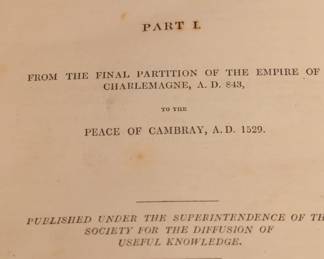 PART I.
FROM THE FINAL PARTITION OF THE EMPIRE OF
CHARLEMAGNE, A. D. 843,
TO THE
PEACE OF CAMBRAY, A.D. 1529.
PUBLISHED UNDER THE SUPERINTENDENCE OF TH
SOCIETY FOR THE DIFFUSION OF
USEFUL KNOWLEDGE.